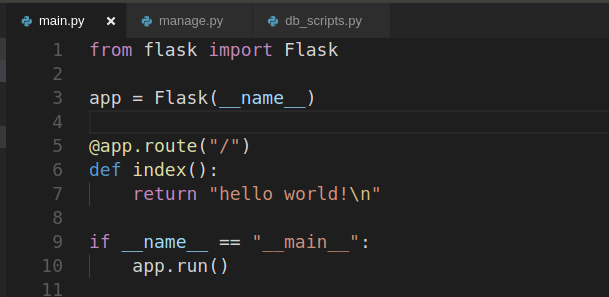 main.py × manage.py db_scripts.py
1 from flask import Flask
2
3 app = Flask(__name__)
4
5 @app.route("/")
6 def index():
7     return "hello world!\n"
8
9 if __name__ == "__main__":
10     app.run()
11